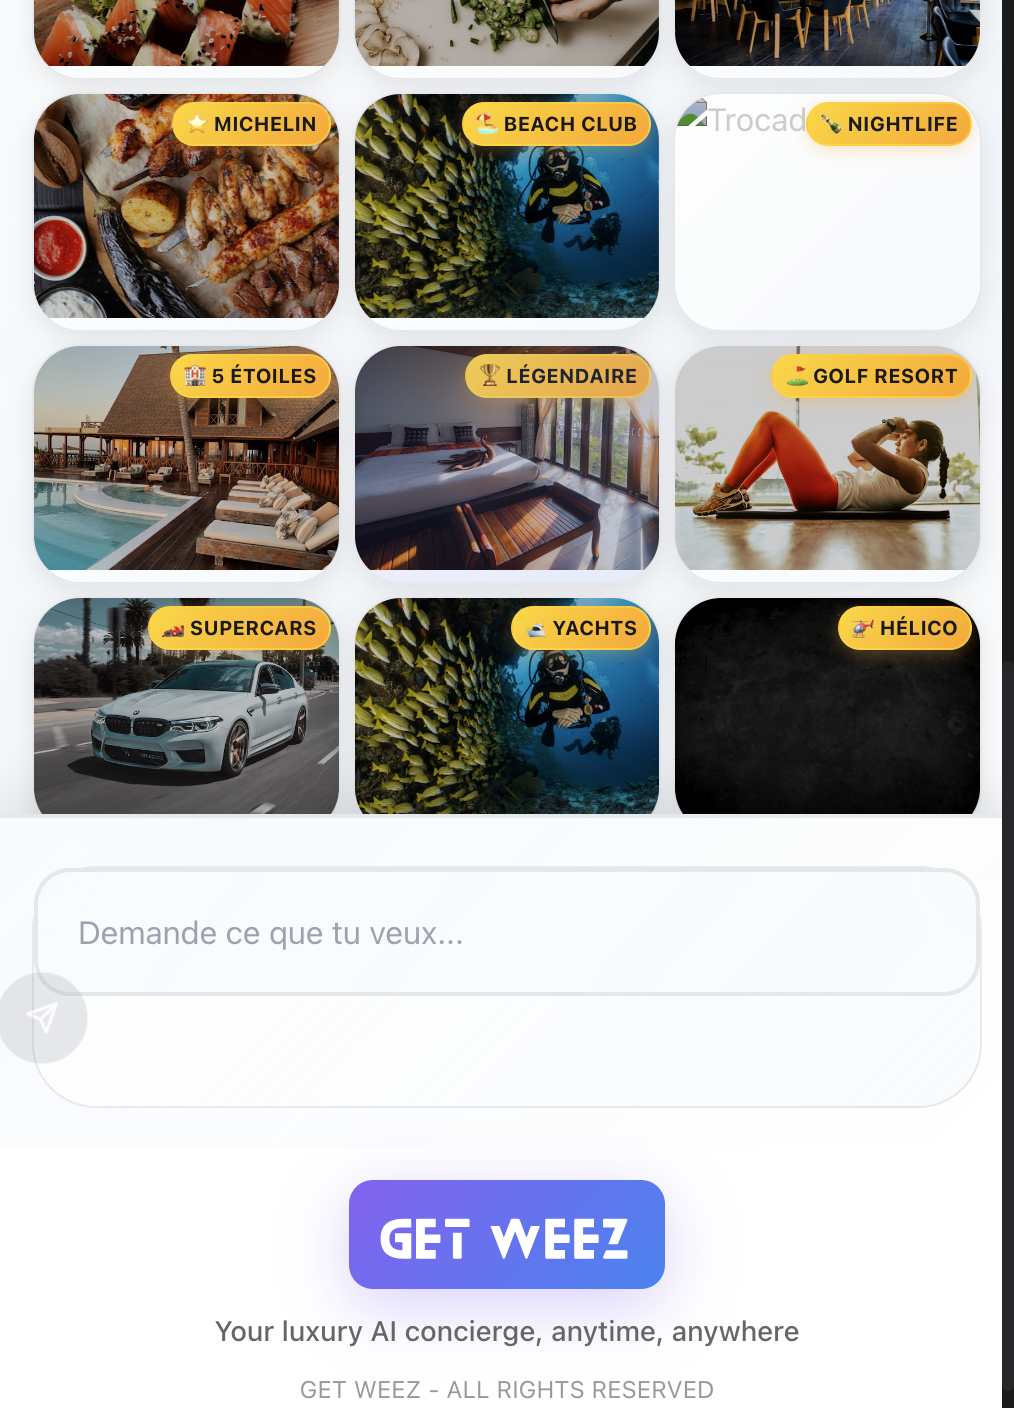 MICHELIN
BEACH CLUB
Trocad
NIGHTLIFE
5 ÉTOILES
LÉGENDAIRE
GOLF RESORT
SUPERCARS
YACHTS
HÉLICO
Demande ce que tu veux...
GET WEEZ
Your luxury AI concierge, anytime, anywhere
GET WEEZ - ALL RIGHTS RESERVED